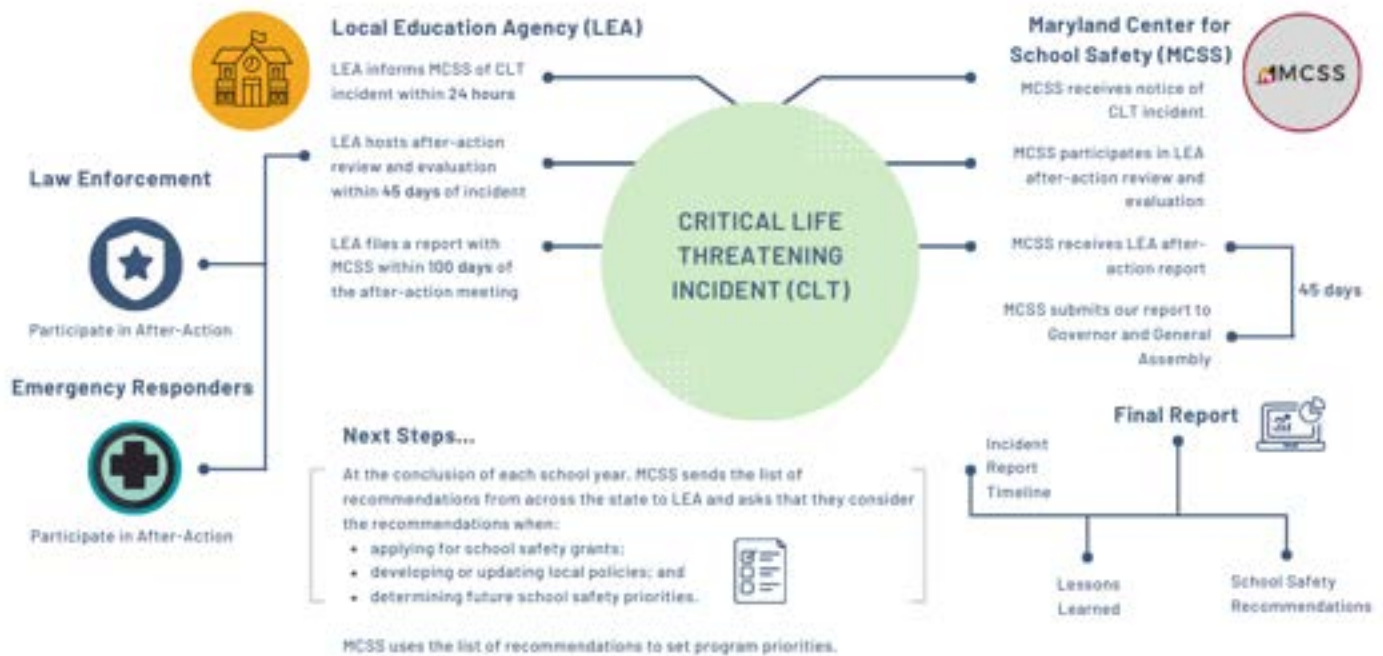 Local Education Agency (LEA)
LEA informs MCSS of CLT
incident within 24 hours
LEA hosts after-action
review and evaluation
within 45 days of incident
LEA files a report with
MCSS within 100 days of
the after-action meeting
Law Enforcement
Participate in After-Action
Emergency Responders
Participate in After-Action
CRITICAL LIFE
THREATENING
INCIDENT (CLT)
Maryland Center for
School Safety (MCSS)
MCSS
MCSS receives notice of
CLT incident
MCSS participates in LEA
after-action review and
evaluation
MCSS receives LEA after-
action report
45 days
MCSS submits our report to
Governor and General
Assembly
Final Report
Incident
Report
Timeline
Lessons
Learned
School Safety
Recommendations
Next Steps...
At the conclusion of each school year, MCSS sends the list of
recommendations from across the state to LEA and asks that they consider
the recommendations when:
• applying for school safety grants;
• developing or updating local policies; and
• determining future school safety priorities.
MCSS uses the list of recommendations to set program priorities.